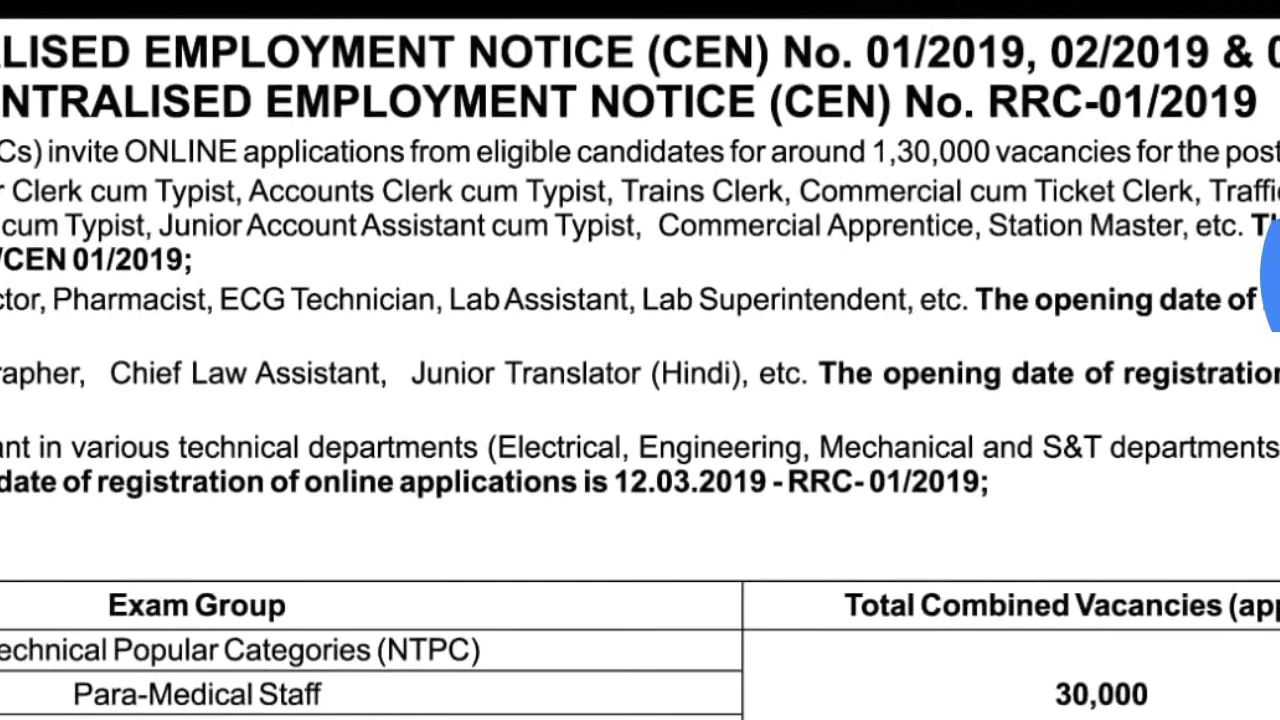 LISED EMPLOYMENT NOTICE (CEN) No. 01/2019, 02/2019 & 0
NTRALISED EMPLOYMENT NOTICE (CEN) No. RRC-01/2019
Cs) invite ONLINE applications from eligible candidates for around 1,30,000 vacancies for the post
r Clerk cum Typist, Accounts Clerk cum Typist, Trains Clerk, Commercial cum Ticket Clerk, Traffi
cum Typist, Junior Account Assistant cum Typist, Commercial Apprentice, Station Master, etc. T
/CEN 01/2019;
ctor, Pharmacist, ECG Technician, Lab Assistant, Lab Superintendent, etc. The opening date of
rapher, Chief Law Assistant, Junior Translator (Hindi), etc. The opening date of registration
ant in various technical departments (Electrical, Engineering, Mechanical and S&T departments
date of registration of online applications is 12.03.2019 - RRC- 01/2019;
Exam Group
Total Combined Vacancies (app
echnical Popular Categories (NTPC)
Para-Medical Staff
30,000